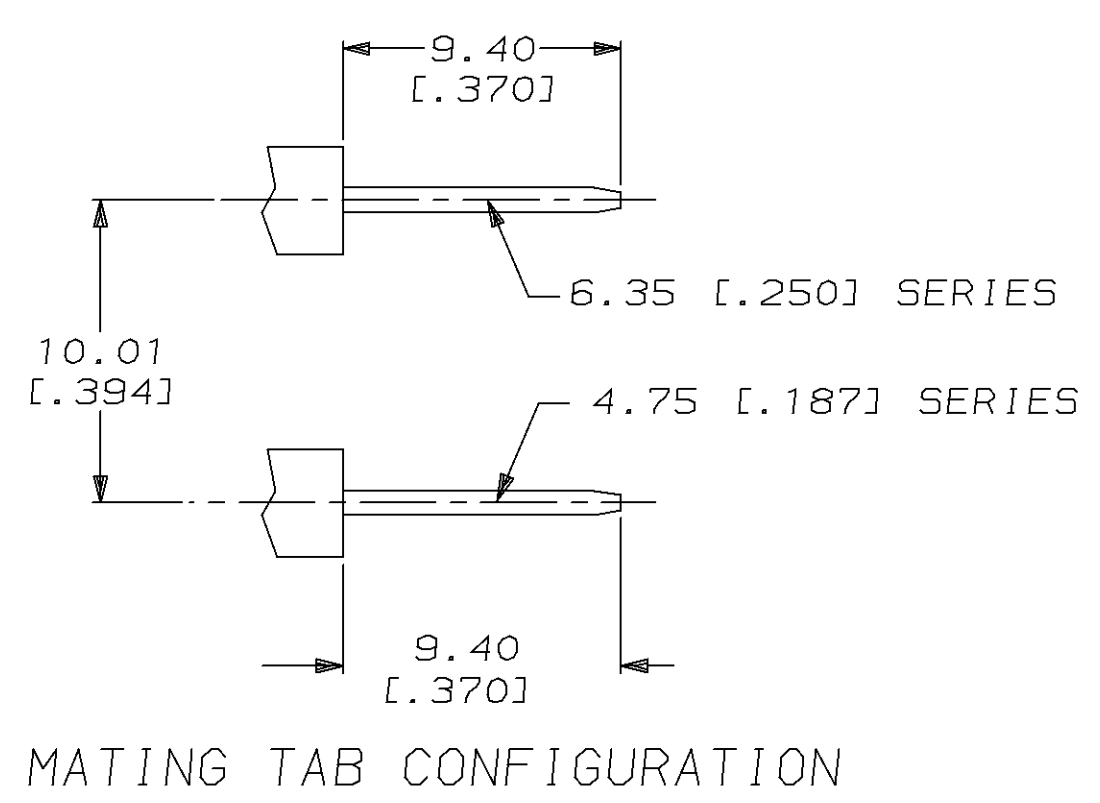 9.40
[.370]
6.35 [.250] SERIES
10.01
[.394]
4.75 [.187] SERIES
9.40
[.370]
MATING TAB CONFIGURATION